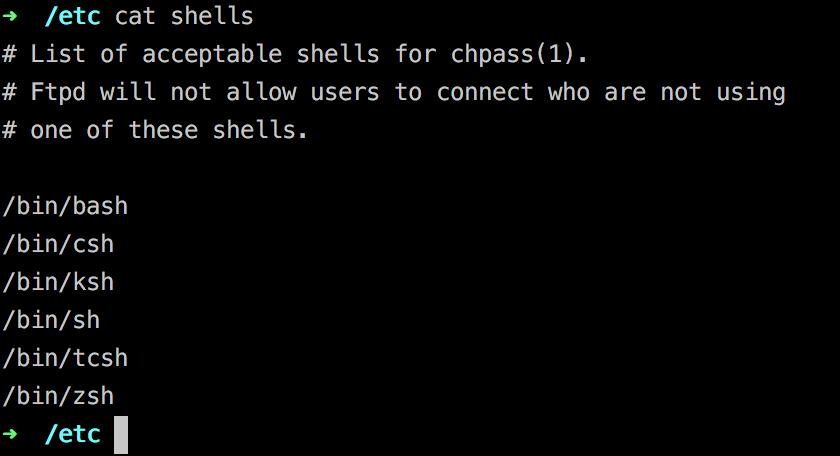 ➜  /etc cat shells
# List of acceptable shells for chpass(1).
# Ftpd will not allow users to connect who are not using
# one of these shells.

/bin/bash
/bin/csh
/bin/ksh
/bin/sh
/bin/tcsh
/bin/zsh
➜  /etc